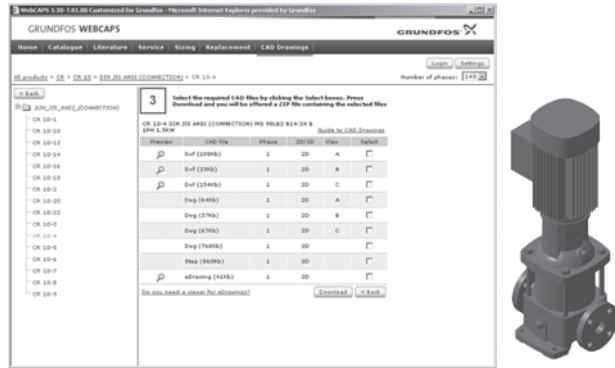 WebCAPS 3.30-7.01.08 Customized for Grundfos - Microsoft Internet Explorer provided by Grundfos
GRUNDFOS WEBCAPS
GRUNDFOS
Home Catalogue Literature Service Sizing Replacement CAD Drawings
Login Settings
All products > CR > CR 10 > DIN JIS ANSI (CONNECTION) > CR 10-4
Number of phases:
< Back
DIN_JIS_ANSI_(CONNECTION)
CR 10-1
CR 10-10
CR 10-12
CR 10-14
CR 10-16
CR 10-18
CR 10-2
CR 10-20
CR 10-22
CR 10-3
CR 10-4
CR 10-5
CR 10-6
CR 10-7
CR 10-8
CR 10-9
3
Select the required CAD files by clicking the Select boxes. Press
Download and you will be offered a ZIP file containing the selected files
CR 10-4 DIN JIS ANSI (CONNECTION) MG 90LB2 B14-24 B
1PH 1.5KW
Guide to CAD Drawings
Preview CAD file Phase 2D/3D View Select
Dxf (108Kb) 1 2D A
Dxf (25Kb) 1 2D B
Dxf (154Kb) 1 2D C
Dwg (64Kb) 1 2D A
Dwg (37Kb) 1 2D B
Dwg (67Kb) 1 2D C
Dwg (768Kb) 1 3D
Step (860Kb) 1 3D
eDrawing (41Kb) 1 3D
Do you need a viewer for eDrawings?
Download < Back